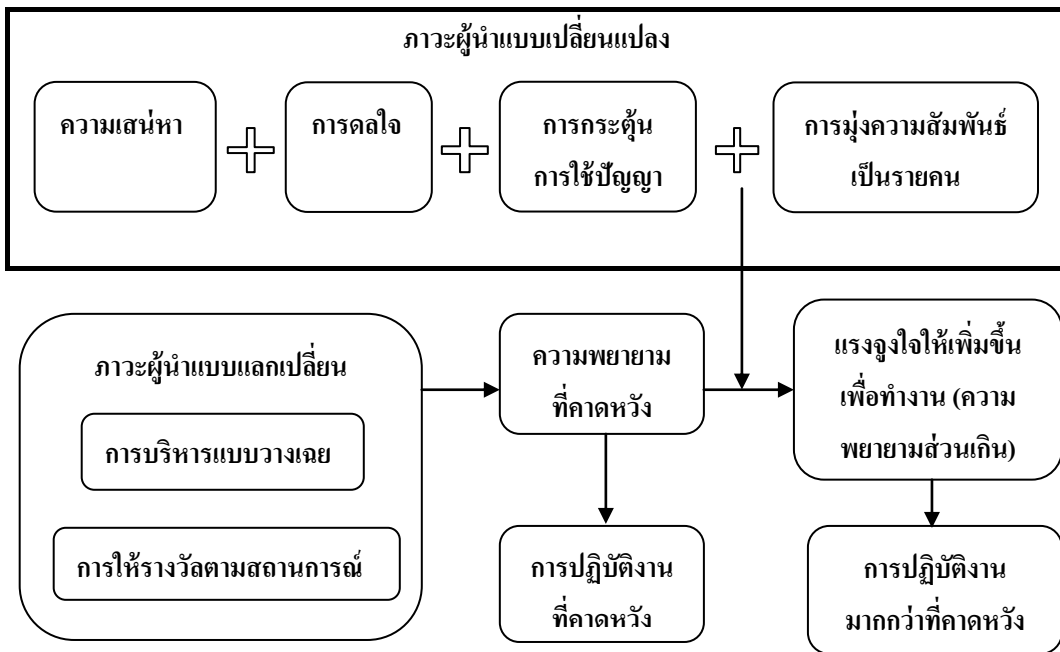 ภาวะผู้นำแบบเปลี่ยนแปลง
ความเสน่หา
การดลใจ
การกระตุ้น
การใช้ปัญญา
การมุ่งความสัมพันธ์
เป็นรายคน
ภาวะผู้นำแบบแลกเปลี่ยน
การบริหารแบบวางเฉย
การให้รางวัลตามสถานการณ์
ความพยายาม
ที่คาดหวัง
แรงจูงใจให้เพิ่มขึ้น
เพื่อทำงาน (ความ
พยายามส่วนเกิน)
การปฏิบัติงาน
ที่คาดหวัง
การปฏิบัติงาน
มากกว่าที่คาดหวัง